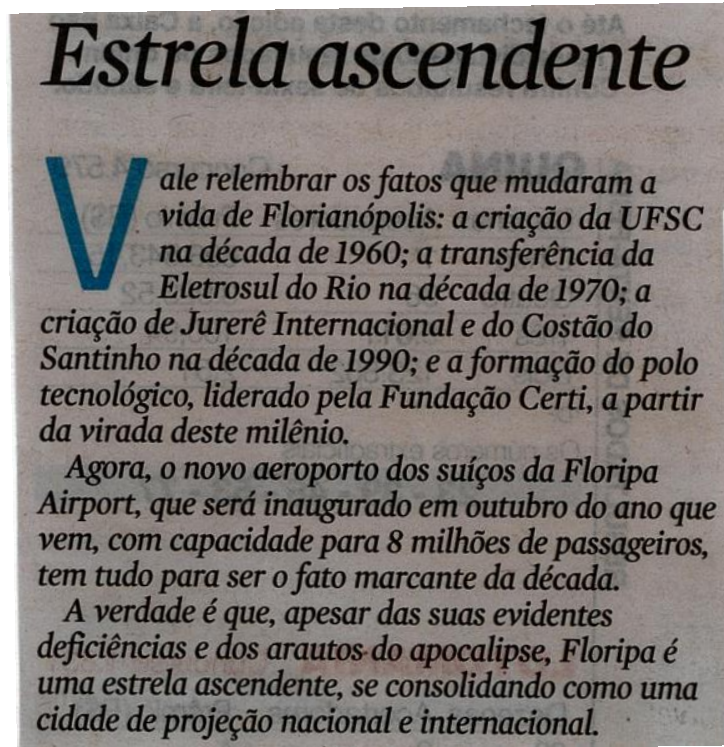 Estrela ascendente
Vale relembrar os fatos que mudaram a
vida de Florianópolis: a criação da UFSC
na década de 1960; a transferência da
Eletrosul do Rio na década de 1970; a
criação de Jurerê Internacional e do Costão do
Santinho na década de 1990; e a formação do polo
tecnológico, liderado pela Fundação Certi, a partir
da virada deste milênio.
Agora, o novo aeroporto dos suíços da Floripa
Airport, que será inaugurado em outubro do ano que
vem, com capacidade para 8 milhões de passageiros,
tem tudo para ser o fato marcante da década.
A verdade é que, apesar das suas evidentes
deficiências e dos arautos do apocalipse, Floripa é
uma estrela ascendente, se consolidando como uma
cidade de projeção nacional e internacional.